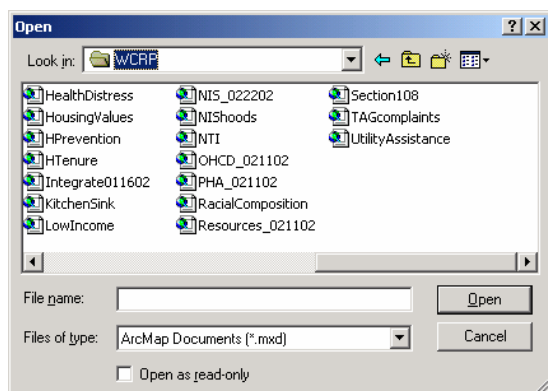 Open
Look in: WCRP
HealthDistress NIS_022202 Section108
HousingValues NIShoods TAGcomplaints
HPrevention NTI UtilityAssistance
HTenure OHCD_021102
Integrate011602 PHA_021102
KitchenSink RacialComposition
LowIncome Resources_021102
File name: Open
Files of type: ArcMap Documents (*.mxd) Cancel
Open as read-only